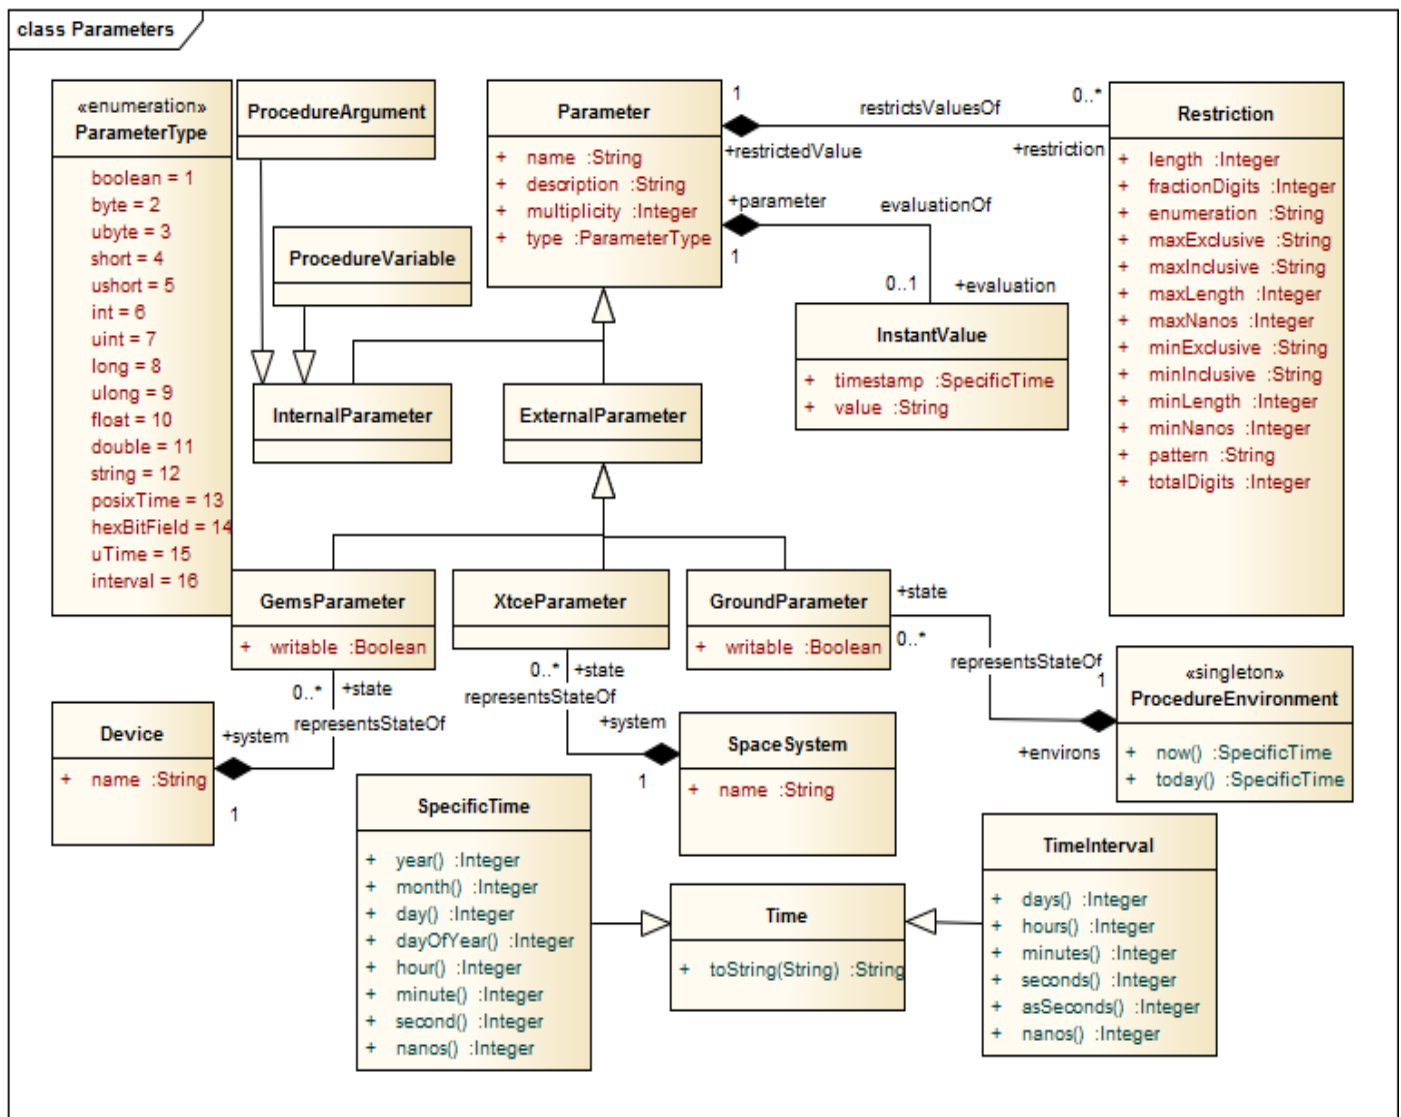 class Parameters
«enumeration»
ParameterType
boolean = 1
byte = 2
ubyte = 3
short = 4
ushort = 5
int = 6
uint = 7
long = 8
ulong = 9
float = 10
double = 11
string = 12
posixTime = 13
hexBitField = 14
uTime = 15
interval = 16
ProcedureArgument
ProcedureVariable
InternalParameter
Parameter
+ name :String
+ description :String
+ multiplicity :Integer
+ type :ParameterType
ExternalParameter
1
restrictsValuesOf
0..*
+restrictedValue
+restriction
+parameter
evaluationOf
1
0..1
+evaluation
InstantValue
+ timestamp :SpecificTime
+ value :String
Restriction
+ length :Integer
+ fractionDigits :Integer
+ enumeration :String
+ maxExclusive :String
+ maxInclusive :String
+ maxLength :Integer
+ maxNanos :Integer
+ minExclusive :String
+ minInclusive :String
+ minLength :Integer
+ minNanos :Integer
+ pattern :String
+ totalDigits :Integer
GemsParameter
+ writable :Boolean
XtceParameter
GroundParameter
+ writable :Boolean
+state
0..*
representsStateOf
1
+environs
«singleton»
ProcedureEnvironment
+ now() :SpecificTime
+ today() :SpecificTime
0..* +state
representsStateOf
+system
1
Device
+ name :String
0..* +state
representsStateOf
+system
1
SpaceSystem
+ name :String
SpecificTime
+ year() :Integer
+ month() :Integer
+ day() :Integer
+ dayOfYear() :Integer
+ hour() :Integer
+ minute() :Integer
+ second() :Integer
+ nanos() :Integer
Time
+ toString(String) :String
TimeInterval
+ days() :Integer
+ hours() :Integer
+ minutes() :Integer
+ seconds() :Integer
+ asSeconds() :Integer
+ nanos() :Integer